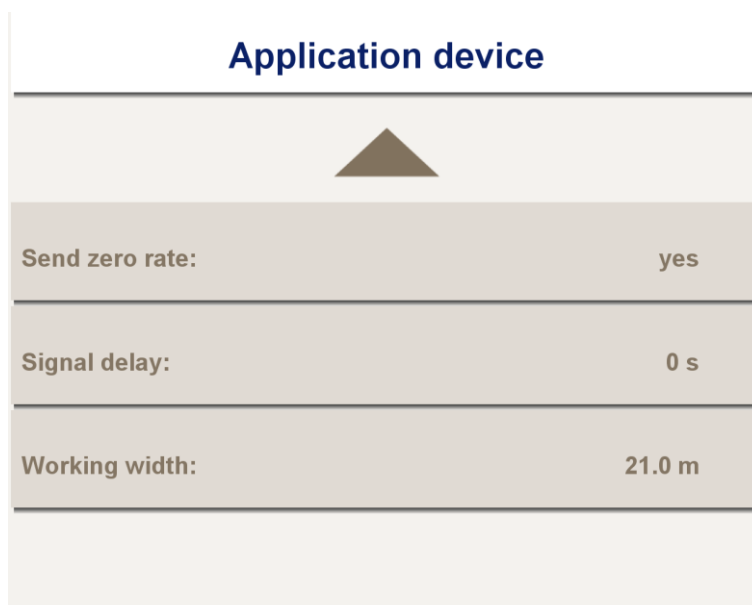 Application device
Send zero rate: yes
Signal delay: 0 s
Working width: 21.0 m